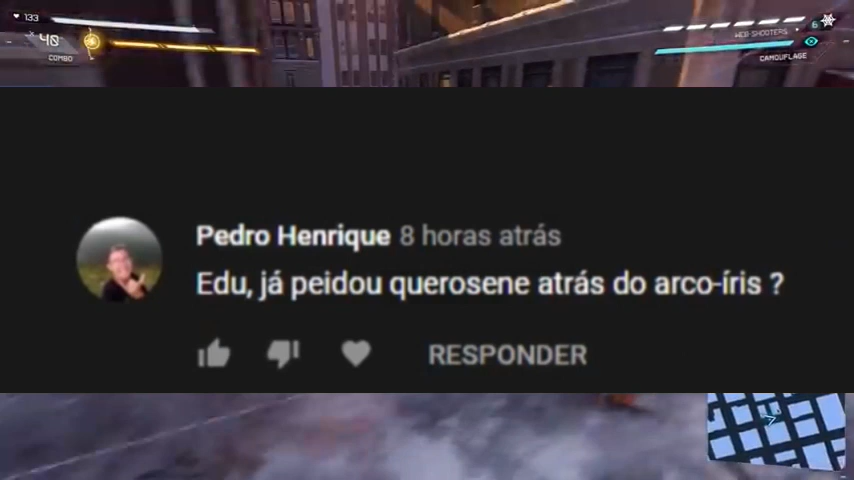 133
40
COMBO
6
WEB-SHOOTERS
CAMOUFLAGE
Pedro Henrique 8 horas atrás
Edu, já peidou querosene atrás do arco-íris ?
RESPONDER